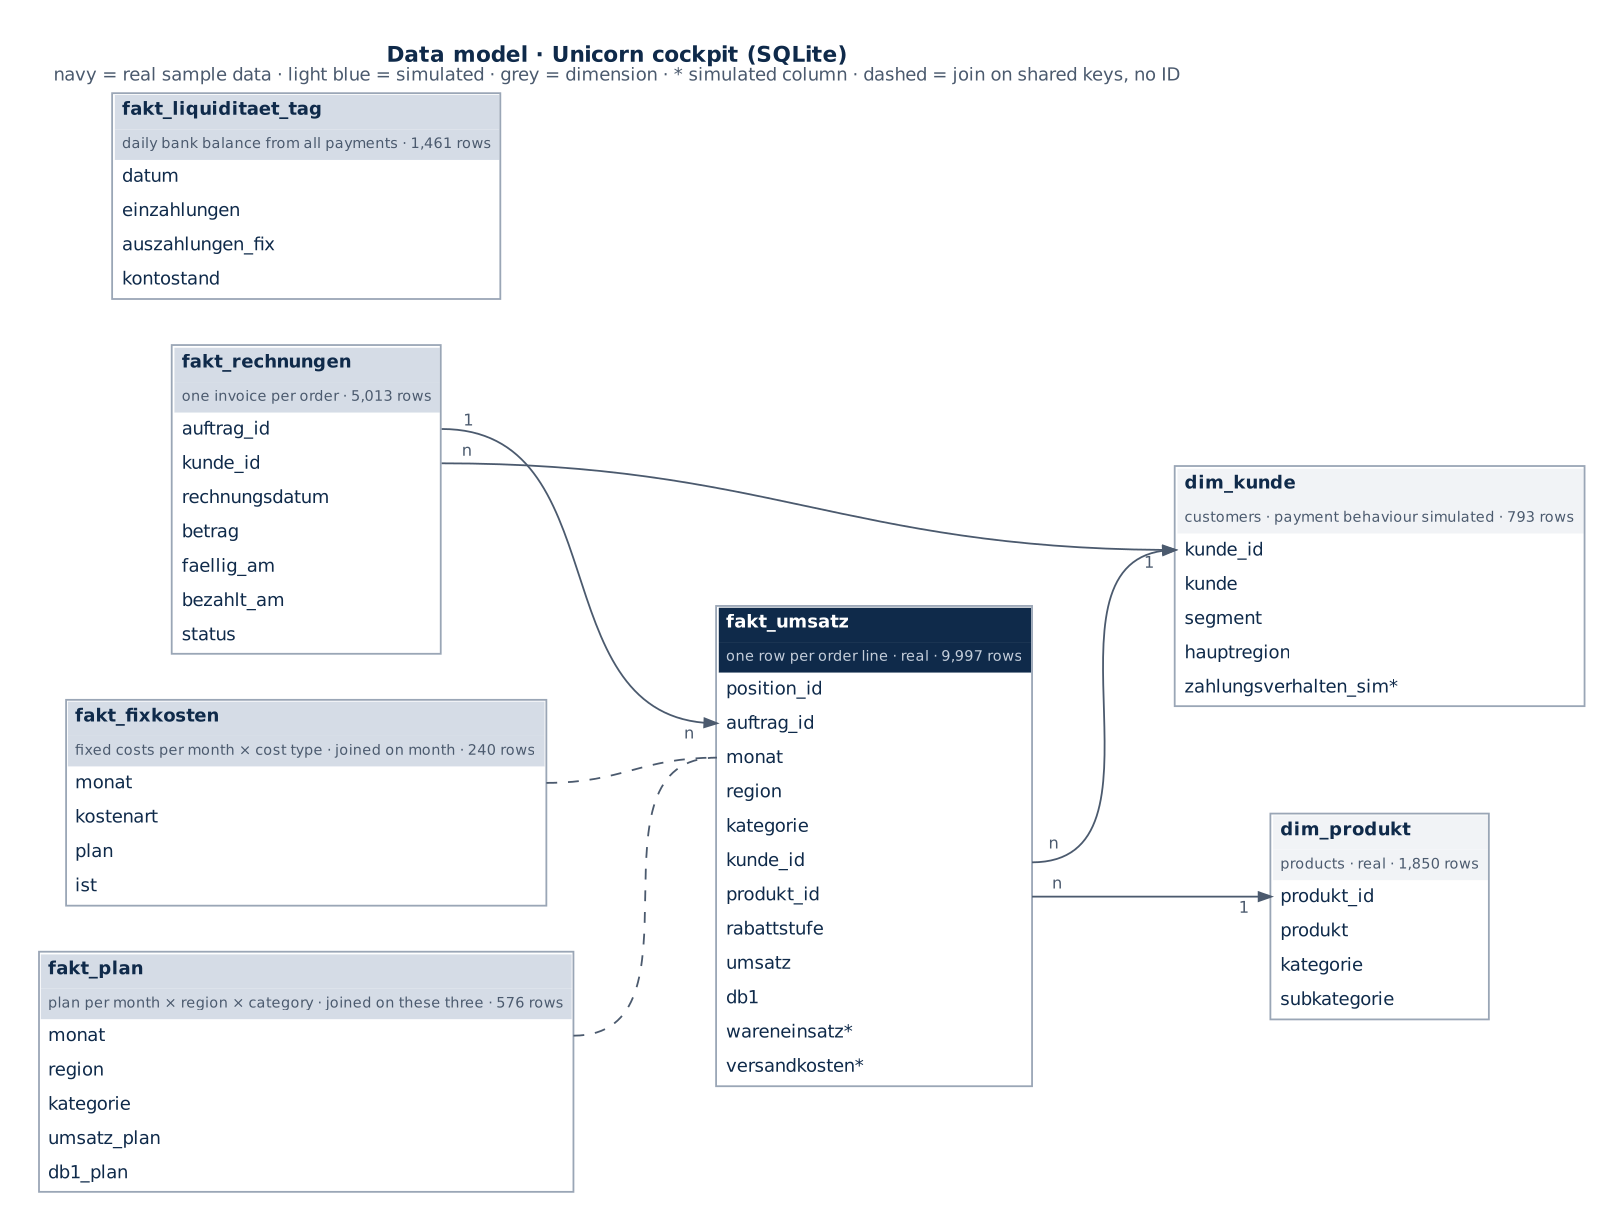 Data model · Unicorn cockpit (SQLite)
navy = real sample data · light blue = simulated · grey = dimension · * simulated column · dashed = join on shared keys, no ID
fakt_liquiditaet_tag
daily bank balance from all payments · 1,461 rows
datum
einzahlungen
auszahlungen_fix
kontostand
fakt_rechnungen
one invoice per order · 5,013 rows
auftrag_id
kunde_id
rechnungsdatum
betrag
faellig_am
bezahlt_am
status
1
n
fakt_fixkosten
fixed costs per month × cost type · joined on month · 240 rows
monat
kostenart
plan
ist
fakt_plan
plan per month × region × category · joined on these three · 576 rows
monat
region
kategorie
umsatz_plan
db1_plan
n
fakt_umsatz
one row per order line · real · 9,997 rows
position_id
auftrag_id
monat
region
kategorie
kunde_id
produkt_id
rabattstufe
umsatz
db1
wareneinsatz*
versandkosten*
n
n
1
dim_kunde
customers · payment behaviour simulated · 793 rows
kunde_id
kunde
segment
hauptregion
zahlungsverhalten_sim*
1
dim_produkt
products · real · 1,850 rows
produkt_id
produkt
kategorie
subkategorie